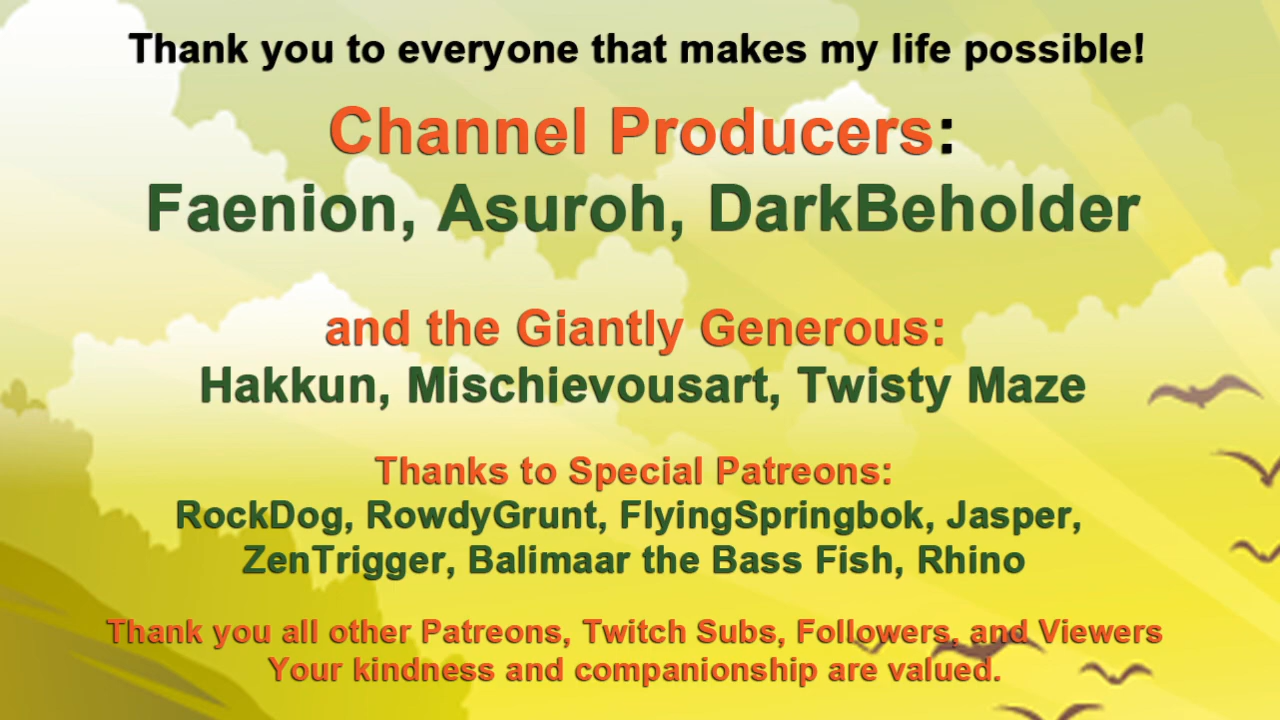 Thank you to everyone that makes my life possible!
Channel Producers:
Faenion, Asuroh, DarkBeholder
and the Giantly Generous:
Hakkun, Mischievousart, Twisty Maze
Thanks to Special Patreons:
RockDog, RowdyGrunt, FlyingSpringbok, Jasper,
ZenTrigger, Balimaar the Bass Fish, Rhino
Thank you all other Patreons, Twitch Subs, Followers, and Viewers
Your kindness and companionship are valued.